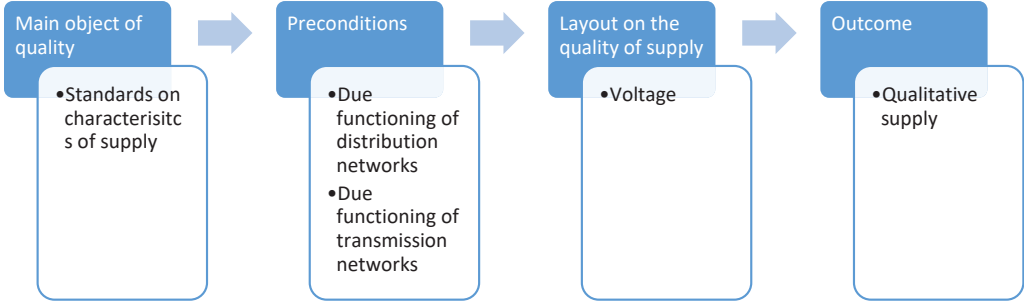 Main object of
quality
•Standards on
characterisitc
s of supply
Preconditions
•Due
functioning of
distribution
networks
•Due
functioning of
transmission
networks
Layout on the
quality of supply
•Voltage
Outcome
•Qualitative
supply